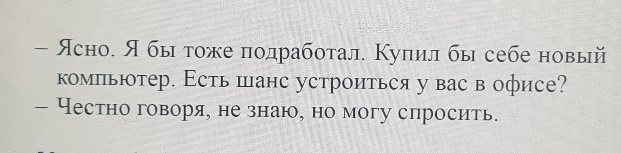 – Ясно. Я бы тоже подработал. Купил бы себе новый
компьютер. Есть шанс устроиться у вас в офисе?
– Честно говоря, не знаю, но могу спросить.